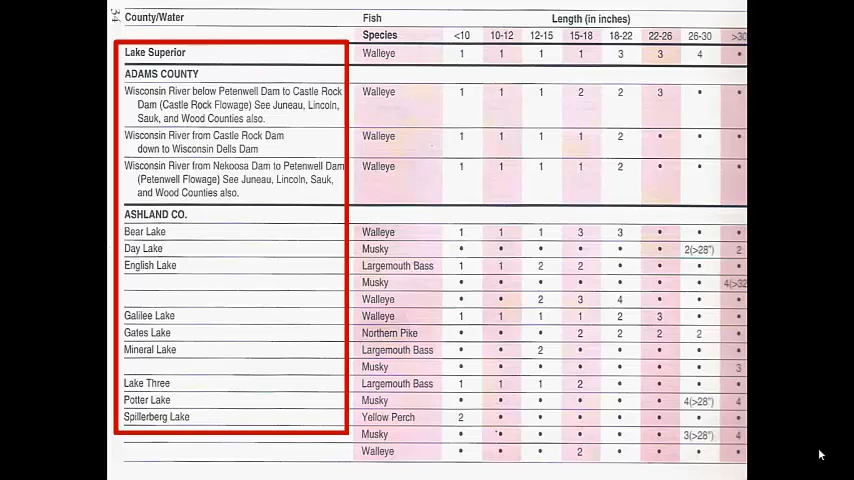 34
County/Water Fish Length (in inches)
Species <10 10-12 12-15 15-18 18-22 22-26 26-30 >30
Lake Superior Walleye 1 1 1 1 3 3 4 •
ADAMS COUNTY
Wisconsin River below Petenwell Dam to Castle Rock Walleye 1 1 1 2 2 3 • •
Dam (Castle Rock Flowage) See Juneau, Lincoln,
Sauk, and Wood Counties also.
Wisconsin River from Castle Rock Dam Walleye 1 1 1 1 2 • • •
down to Wisconsin Dells Dam
Wisconsin River from Nekoosa Dam to Petenwell Dam Walleye 1 1 1 1 2 • • •
(Petenwell Flowage) See Juneau, Lincoln, Sauk,
and Wood Counties also.
ASHLAND CO.
Bear Lake Walleye 1 1 1 3 3 • • •
Day Lake Musky • • • • • • 2(>28") 2
English Lake Largemouth Bass 1 1 2 2 • • • •
Musky • • • • • • • 4(>32
Walleye • • 2 3 4 • • •
Galilee Lake Walleye 1 1 1 1 2 3 • •
Gates Lake Northern Pike • • • 2 2 2 2 •
Mineral Lake Largemouth Bass • • 2 • • • • •
Musky • • • • • • • 3
Lake Three Largemouth Bass 1 1 1 2 • • • •
Potter Lake Musky • • • • • • 4(>28") 4
Spillerberg Lake Yellow Perch 2 • • • • • • •
Musky • • • • • • 3(>28") 4
Walleye • • • 2 • • • •